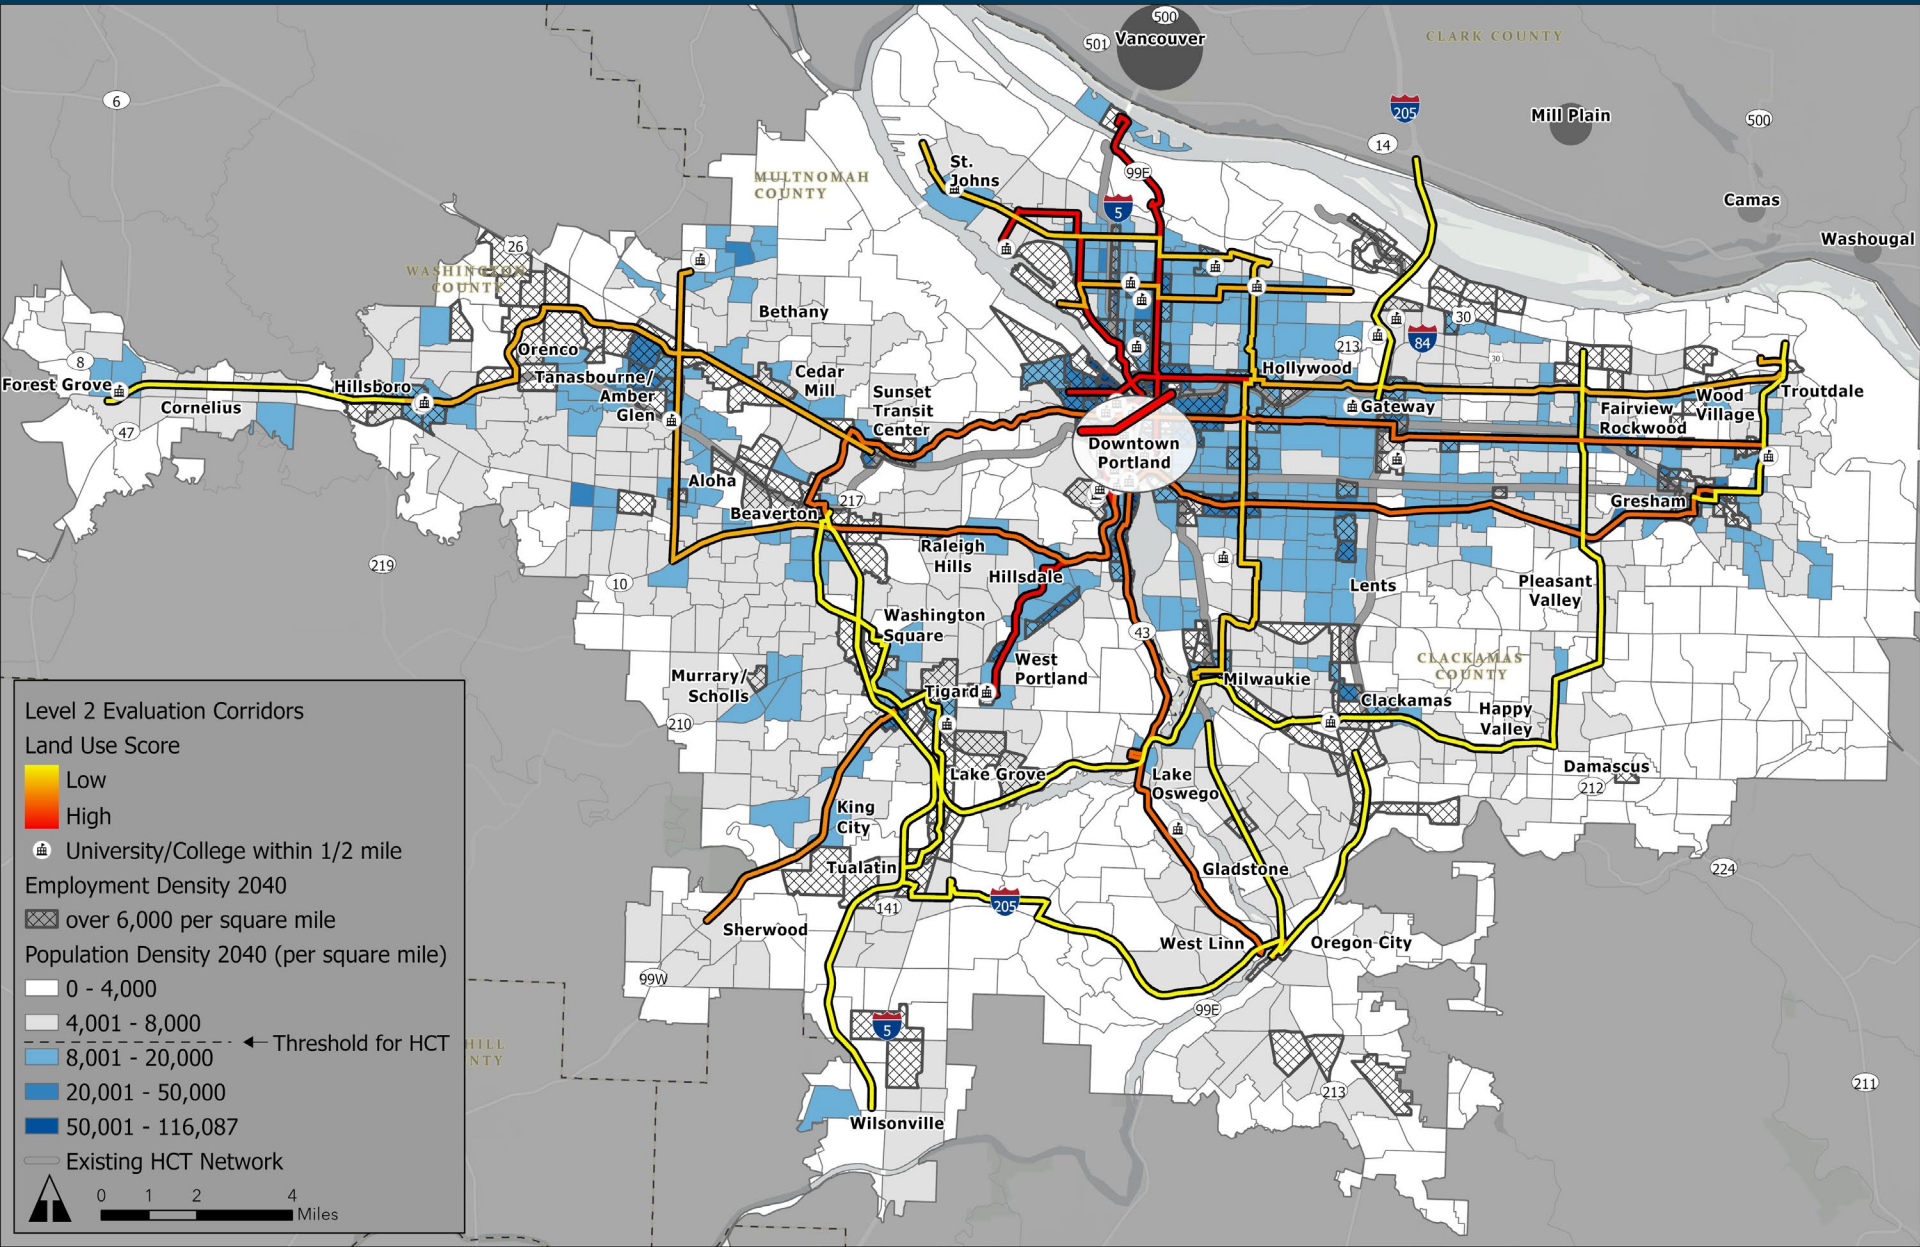 500
501
Vancouver
CLARK COUNTY
6
205
Mill Plain
500
14
St.
Johns
99E
MULTNOMAH
COUNTY
5
Camas
Washougal
26
WASHINGTON
COUNTY
Bethany
30
8
Orenco
213
84
30
Forest Grove
Hillsboro
Tanasbourne/
Amber
Glen
Cedar
Mill
Sunset
Transit
Center
Hollywood
Cornelius
Gateway
Fairview
Rockwood
Wood
Village
Troutdale
47
Downtown
Portland
Aloha
217
Beaverton
Gresham
219
10
Raleigh
Hills
Hillsdale
Lents
Pleasant
Valley
Washington
Square
43
West
Portland
CLACKAMAS
COUNTY
Murrary/
Scholls
Tigard
Milwaukie
210
Clackamas
Happy
Valley
Lake Grove
Lake
Oswego
Damascus
212
King
City
Tualatin
Gladstone
224
141
205
Sherwood
West Linn
Oregon City
99W
99E
5
HILL
NTY
213
211
Wilsonville
Level 2 Evaluation Corridors
Land Use Score
Low
High
University/College within 1/2 mile
Employment Density 2040
over 6,000 per square mile
Population Density 2040 (per square mile)
0 - 4,000
4,001 - 8,000
Threshold for HCT
8,001 - 20,000
20,001 - 50,000
50,001 - 116,087
Existing HCT Network
0 1 2 4
Miles